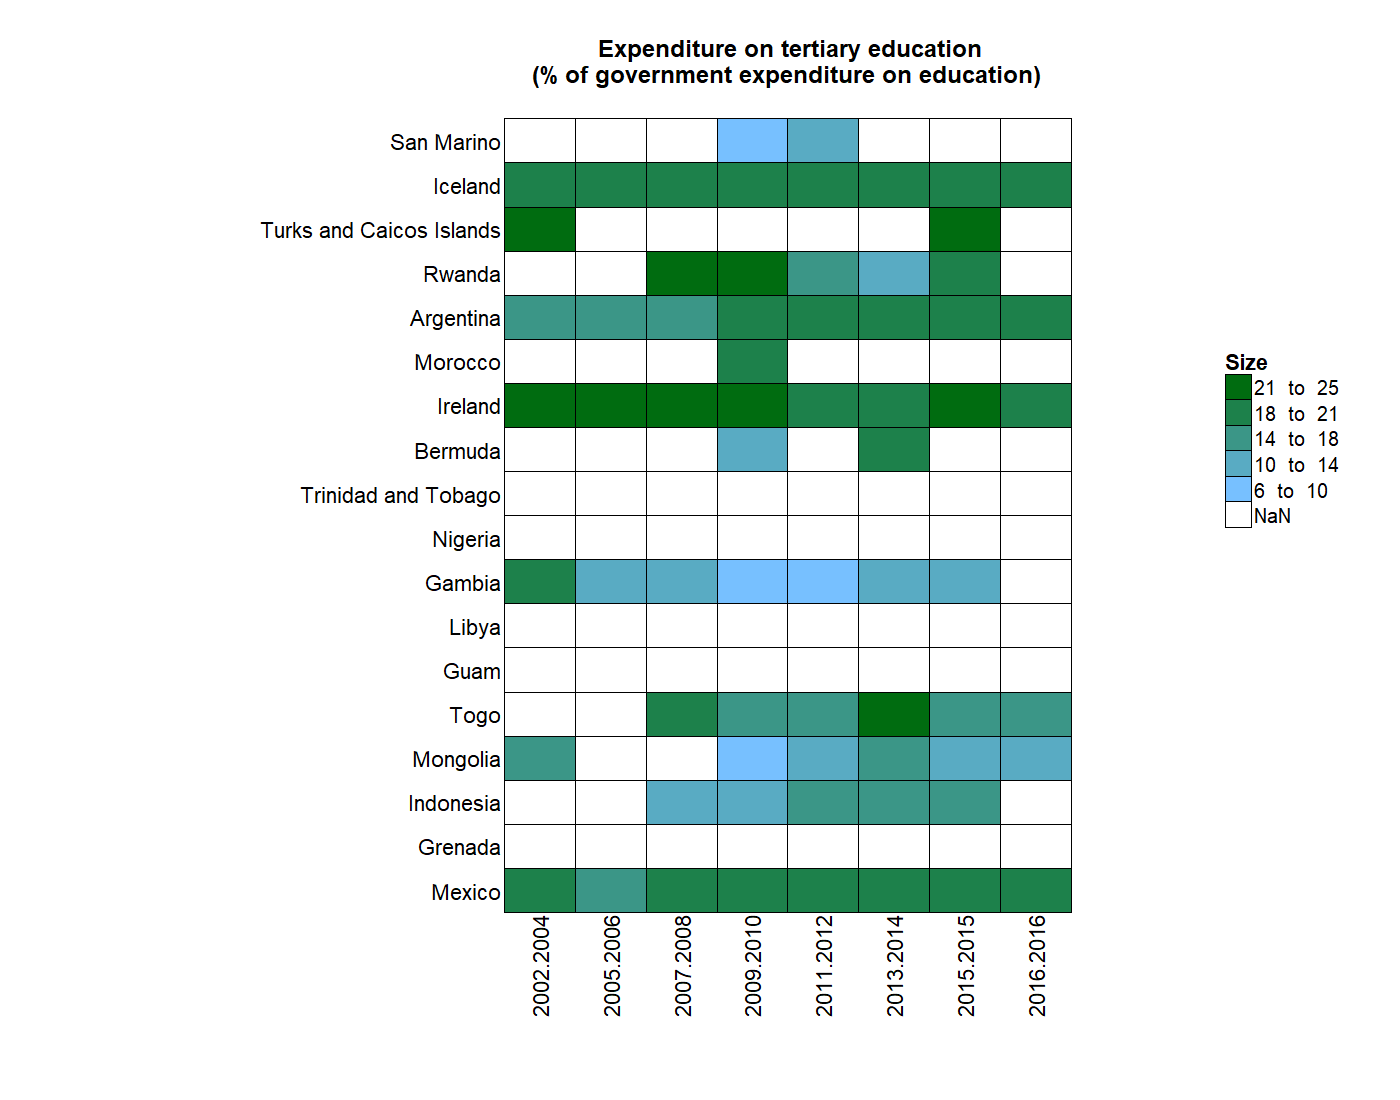 Expenditure on tertiary education
(% of government expenditure on education)
San Marino
Iceland
Turks and Caicos Islands
Rwanda
Argentina
Morocco
Ireland
Bermuda
Trinidad and Tobago
Nigeria
Gambia
Libya
Guam
Togo
Mongolia
Indonesia
Grenada
Mexico
2002.2004
2005.2006
2007.2008
2009.2010
2011.2012
2013.2014
2015.2015
2016.2016
Size
21 to 25
18 to 21
14 to 18
10 to 14
6 to 10
NaN